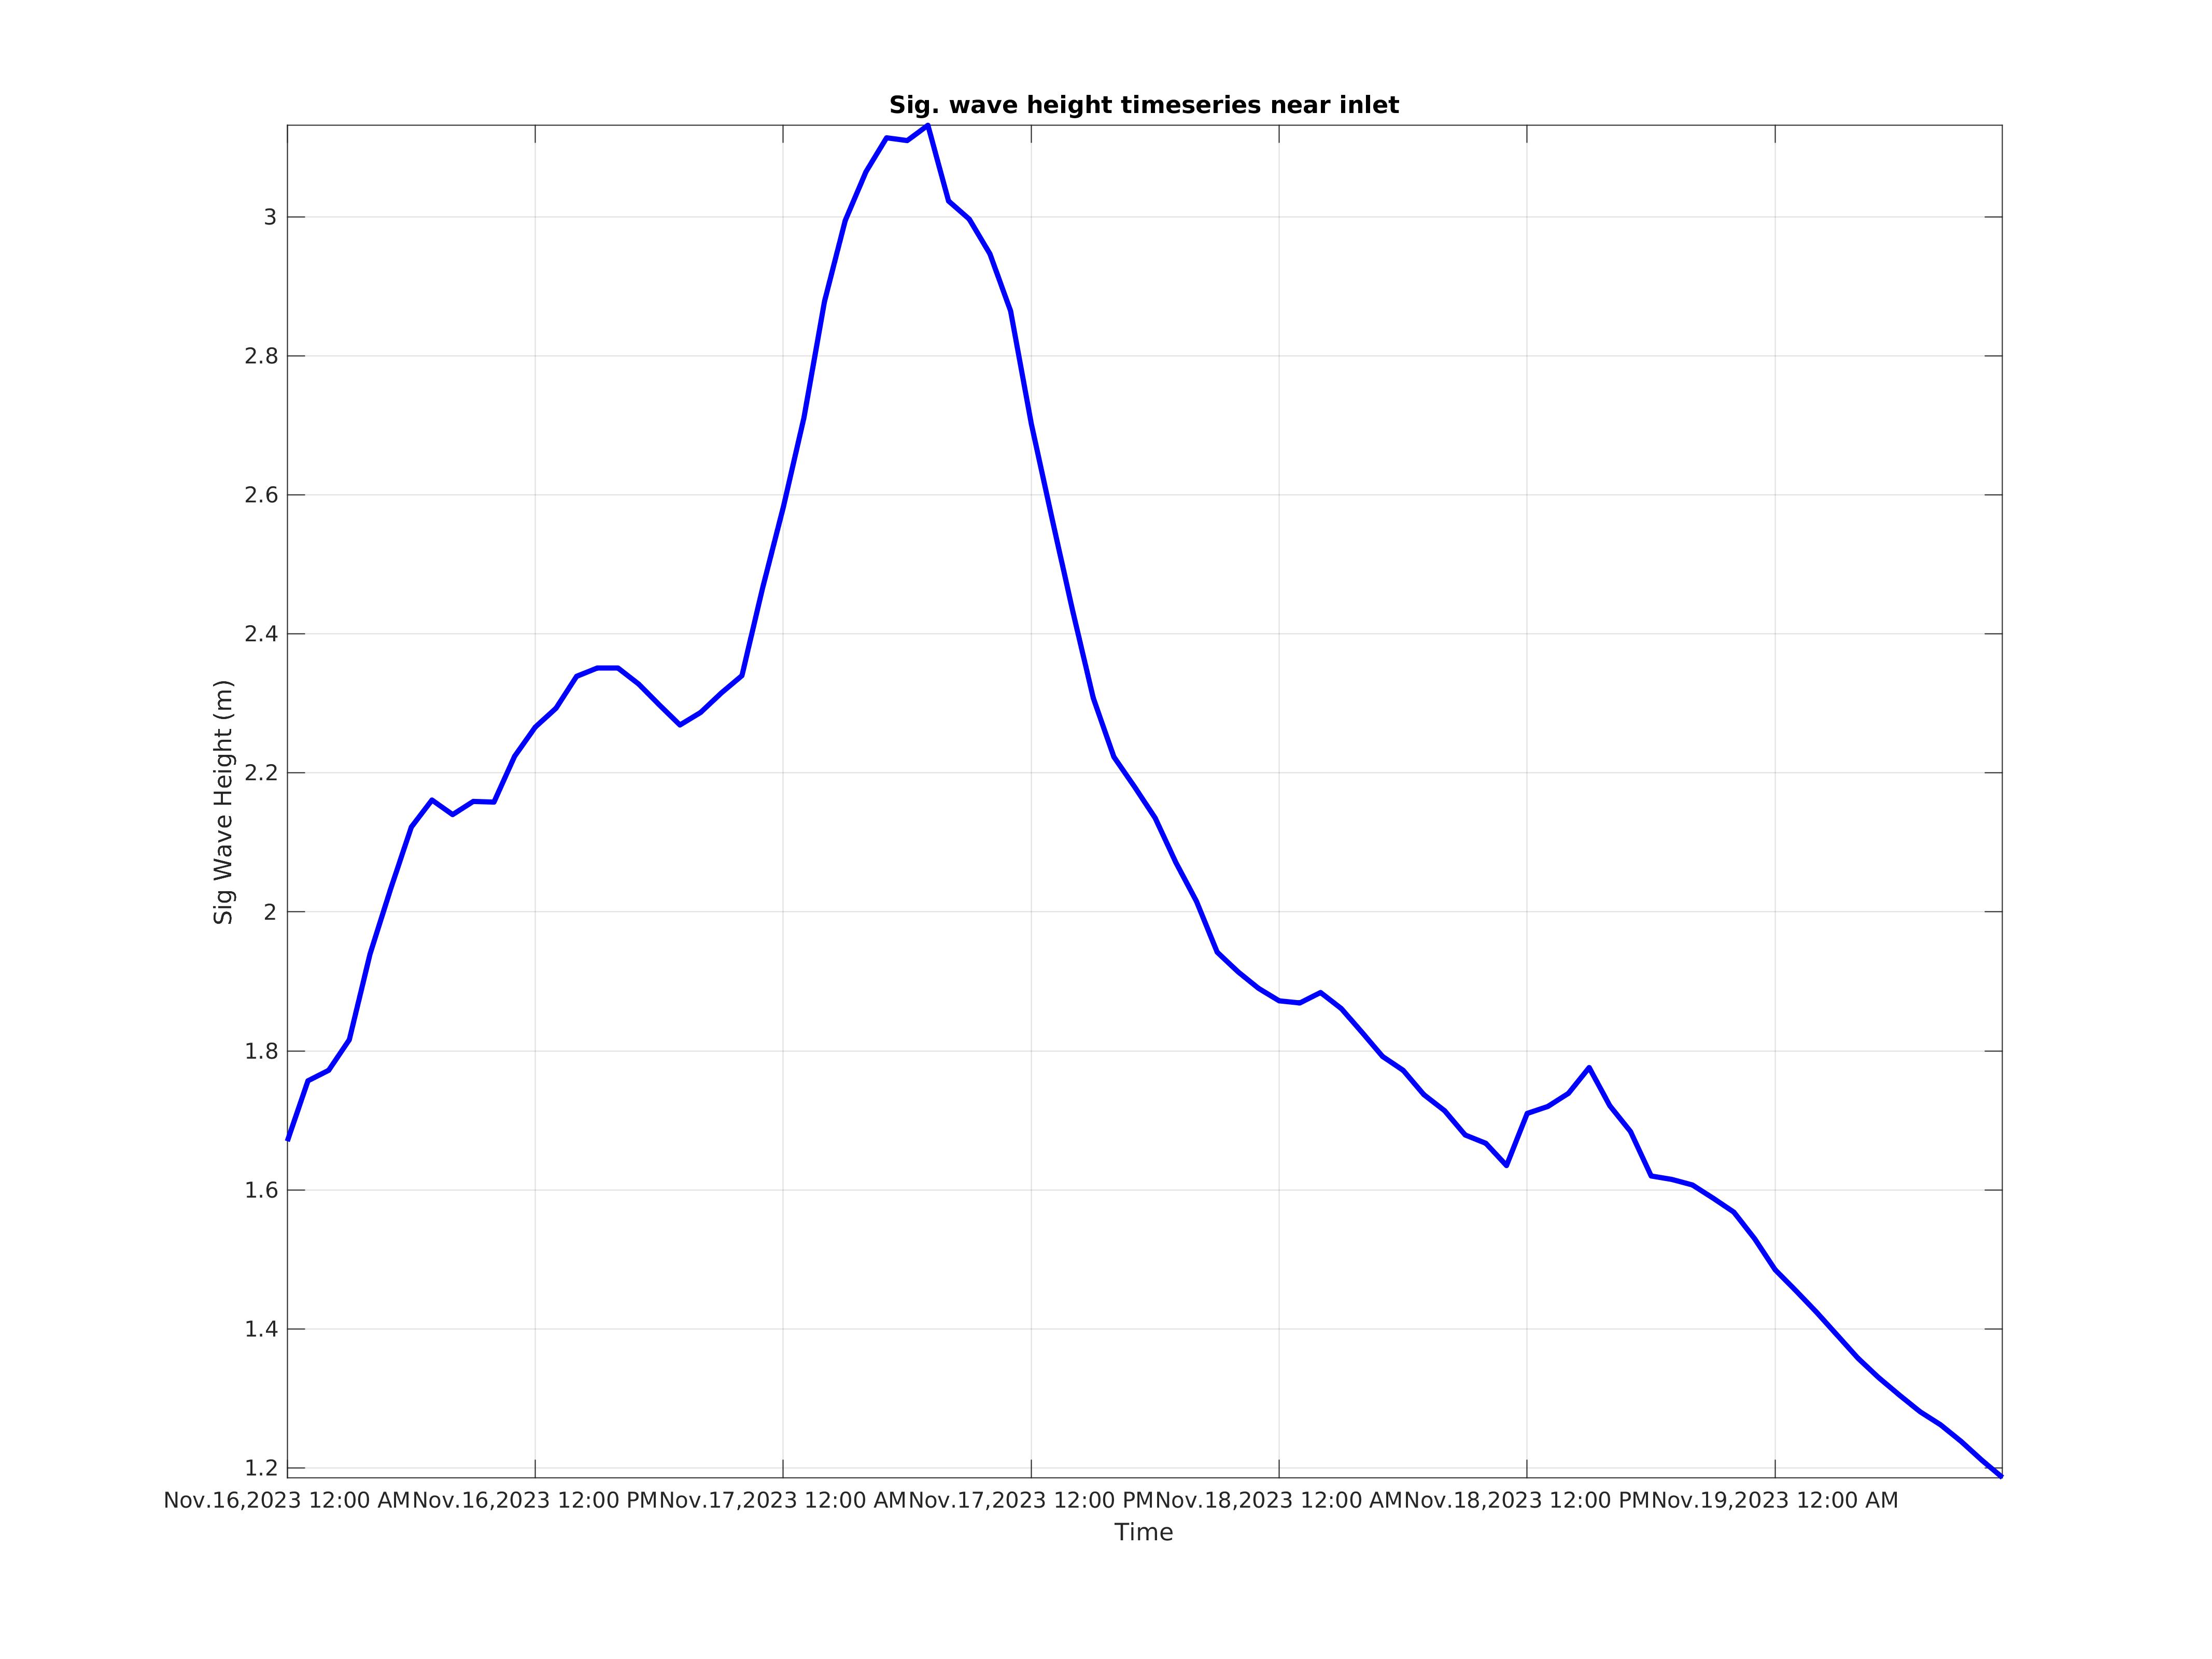 Sig. wave height timeseries near inlet
3
2.8
2.6
2.4
2.2
2
1.8
1.6
1.4
1.2
Sig Wave Height (m)
Nov.16,2023 12:00 AM Nov.16,2023 12:00 PM Nov.17,2023 12:00 AM Nov.17,2023 12:00 PM Nov.18,2023 12:00 AM Nov.18,2023 12:00 PM Nov.19,2023 12:00 AM
Time